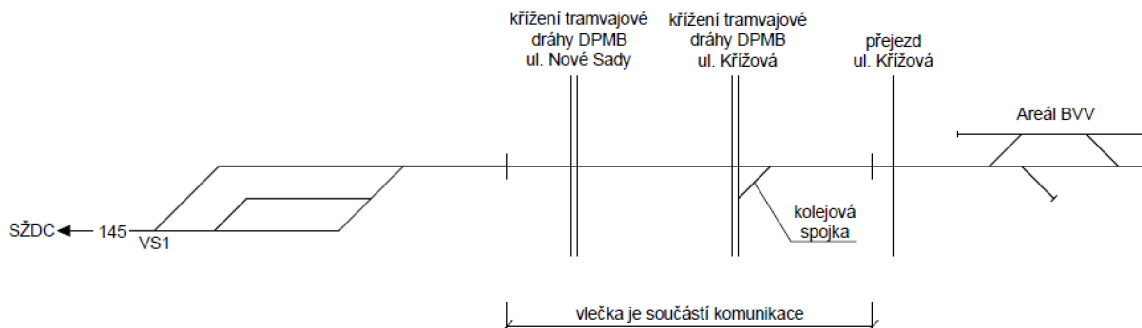 křížení tramvajové
dráhy DPMB
ul. Nové Sady
křížení tramvajové
dráhy DPMB
ul. Křížová
přejezd
ul. Křížová
Areál BVV
kolejová
spojka
SŽDC
145
VS1
vlečka je součástí komunikace